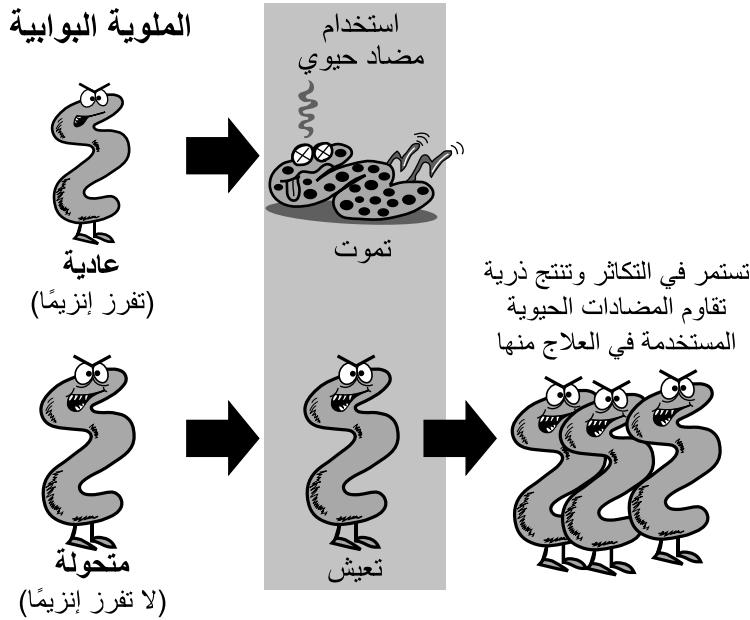 الملوية البوابية
استخدام
مضاد حيوي
عادية
(تفرز إنزيمًا)
تموت
متحولة
(لا تفرز إنزيمًا)
تعيش
تستمر في التكاثر وتنتج ذرية
تقاوم المضادات الحيوية
المستخدمة في العلاج منها